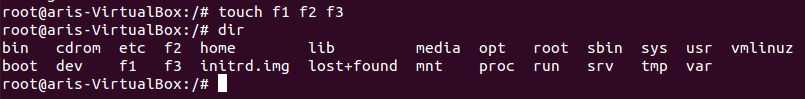 root@aris-VirtualBox:/# touch f1 f2 f3
root@aris-VirtualBox:/# dir
bin   cdrom  etc  f2  home        lib         media  opt   root  sbin  sys  usr  vmlinuz
boot  dev    f1   f3  initrd.img  lost+found  mnt    proc  run   srv   tmp  var
root@aris-VirtualBox:/#